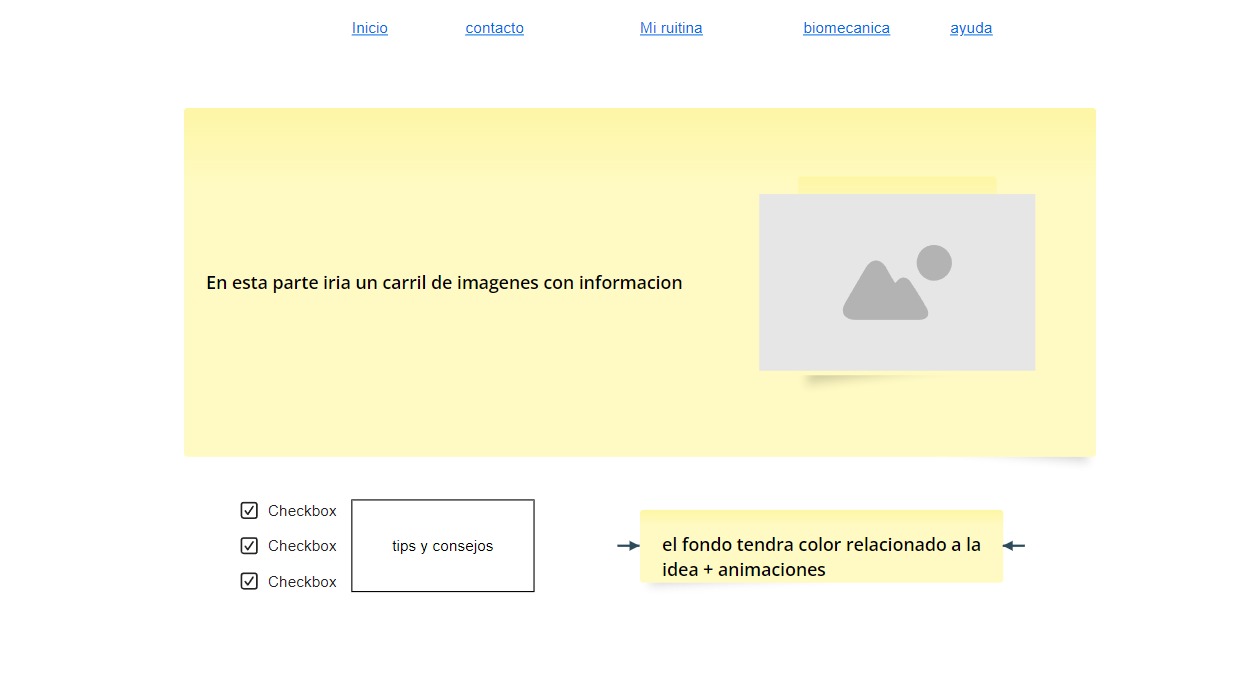 Inicio contacto Mi ruitina biomecanica ayuda
En esta parte iria un carril de imagenes con informacion
Checkbox
Checkbox
Checkbox
tips y consejos
el fondo tendra color relacionado a la
idea + animaciones